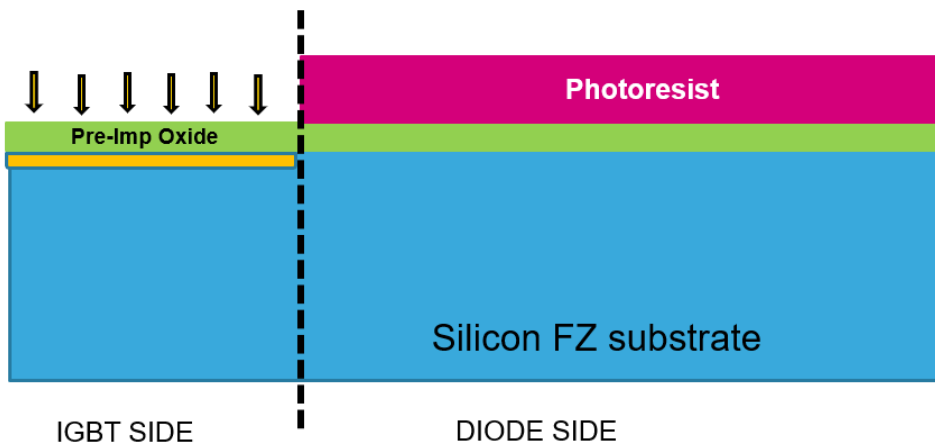 Photoresist
Pre-Imp Oxide
Silicon FZ substrate
IGBT SIDE
DIODE SIDE